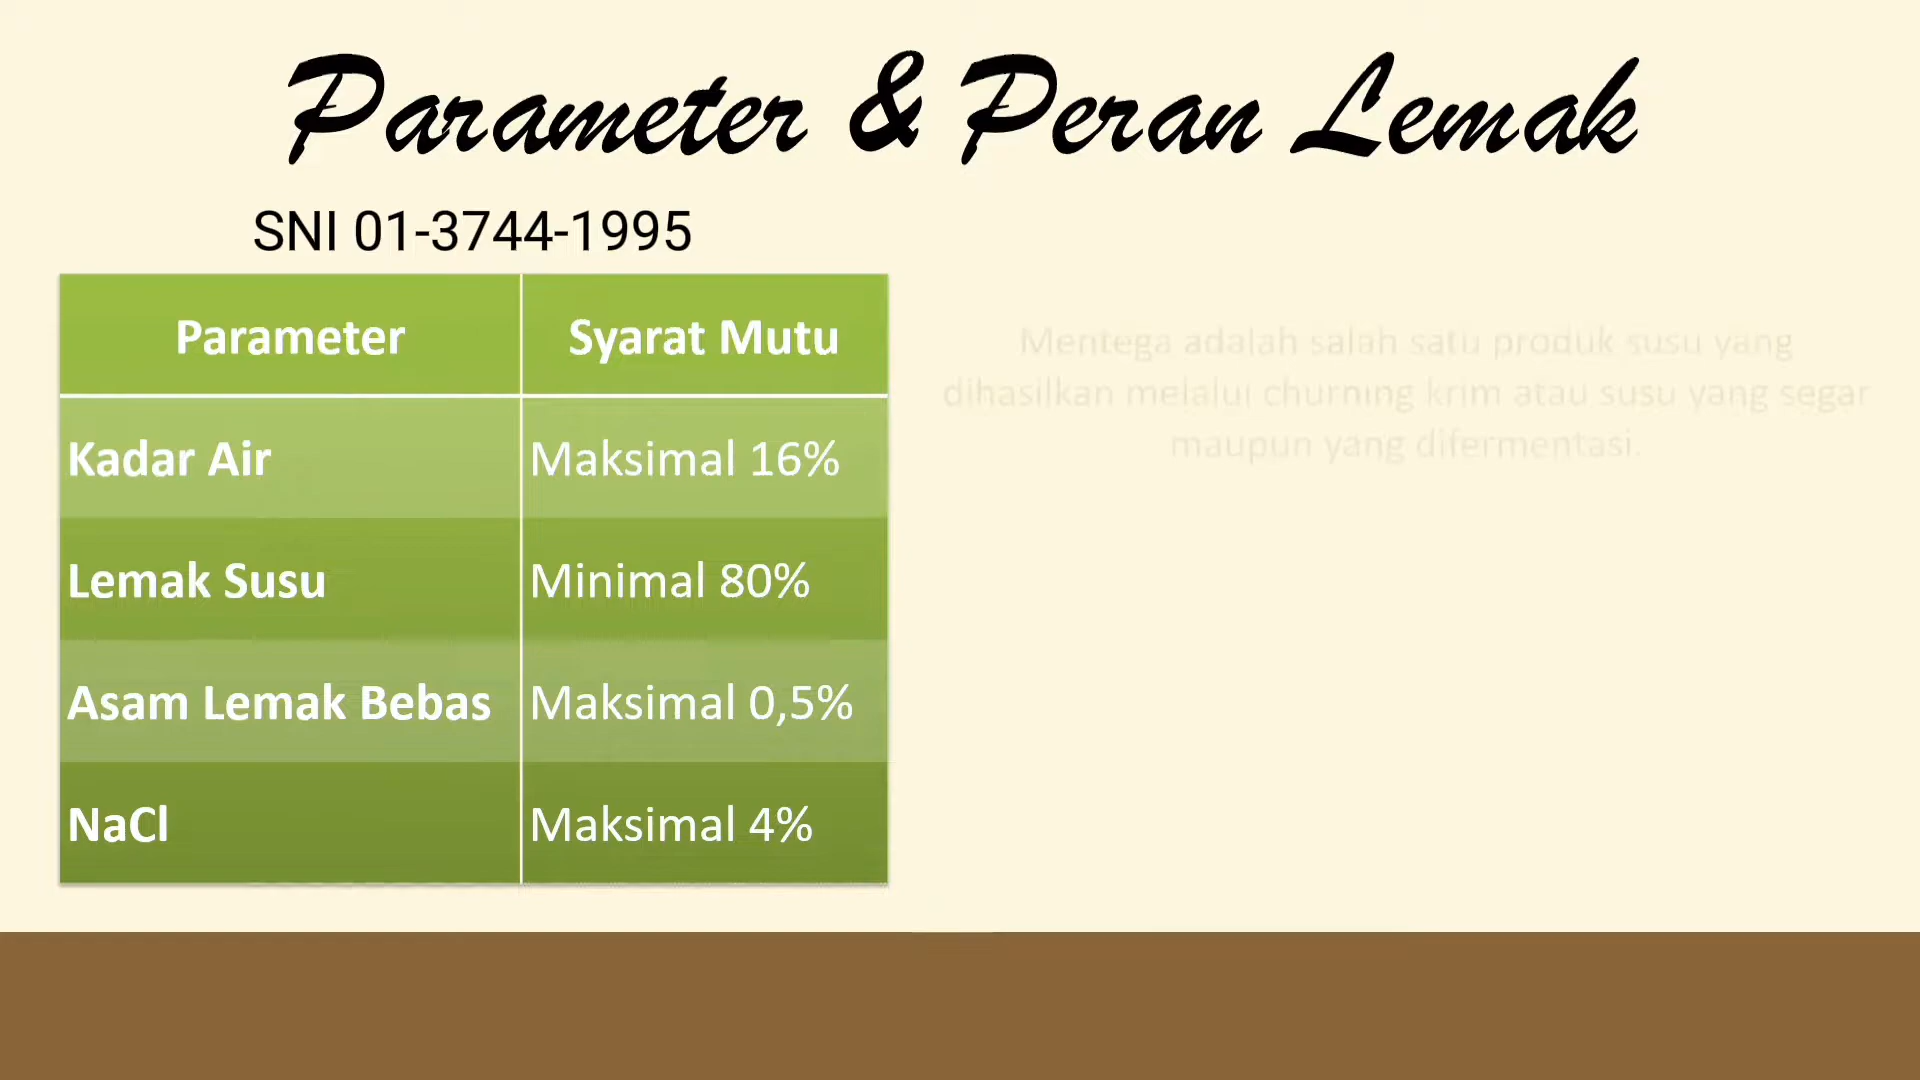 Parameter & Peran Lemak
SNI 01-3744-1995
Parameter Syarat Mutu
Kadar Air Maksimal 16%
Lemak Susu Minimal 80%
Asam Lemak Bebas Maksimal 0,5%
NaCl Maksimal 4%
Mentega adalah salah satu produk susu yang
dihasilkan melalui churning krim atau susu yang segar
maupun yang difermentasi.